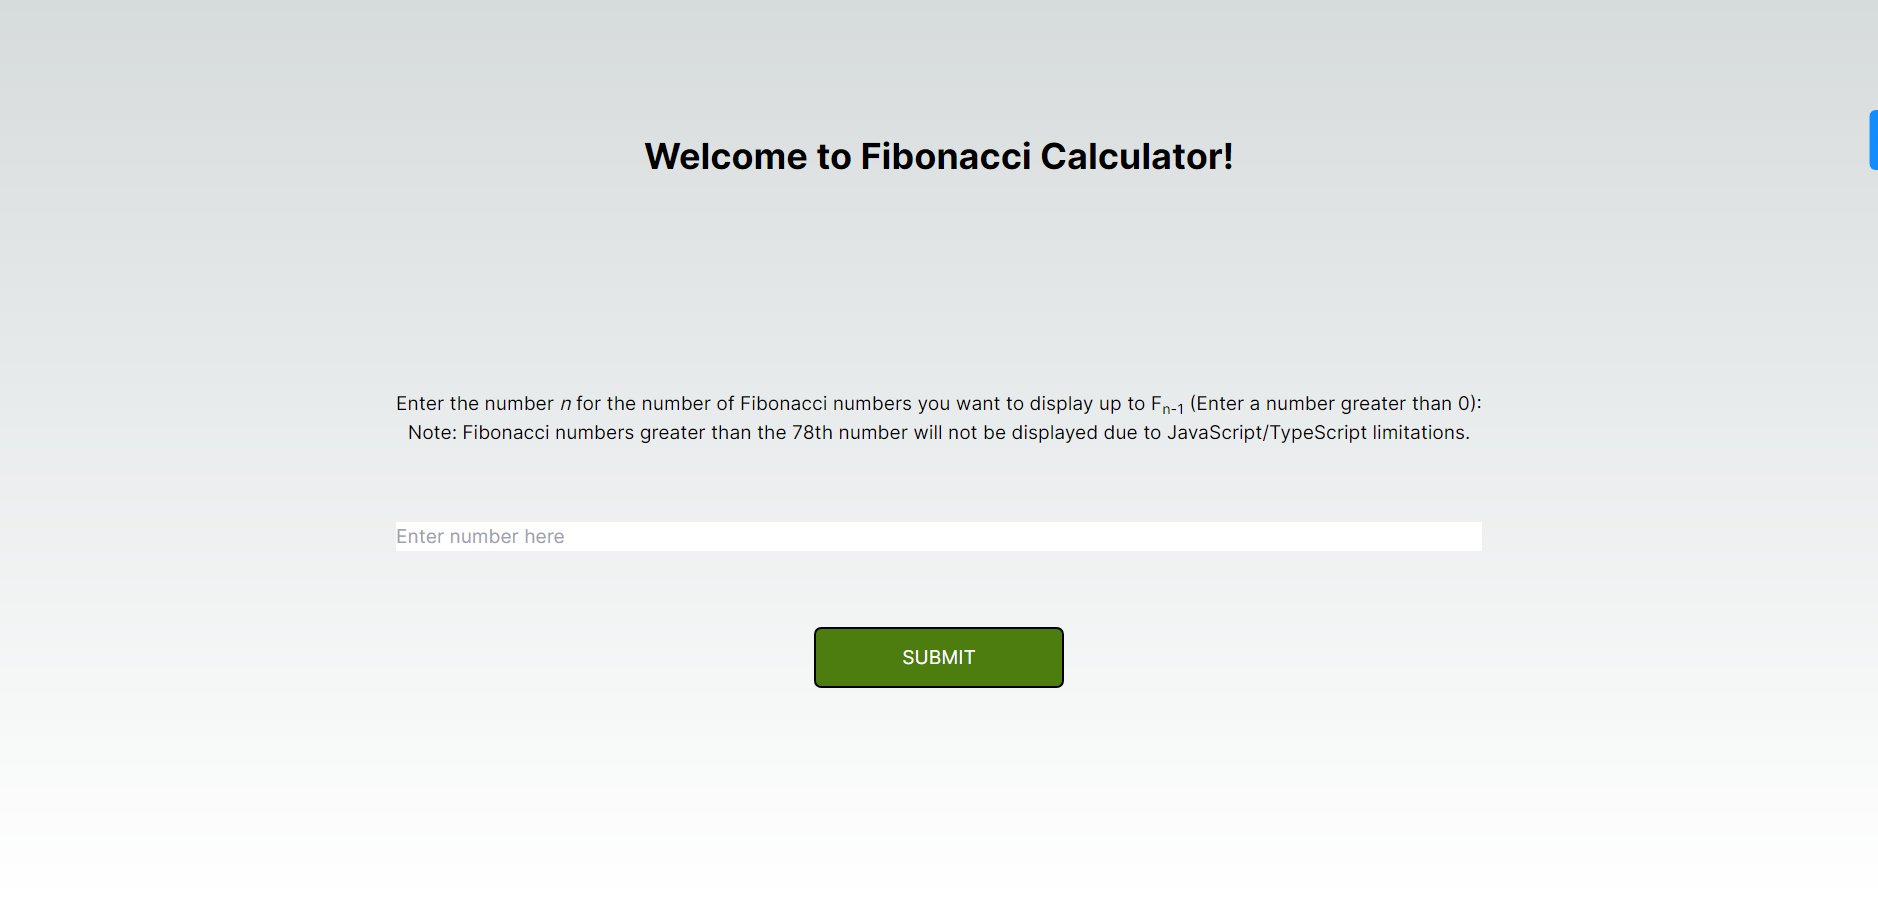 Welcome to Fibonacci Calculator!
Enter the number n for the number of Fibonacci numbers you want to display up to Fn-1 (Enter a number greater than 0):
Note: Fibonacci numbers greater than the 78th number will not be displayed due to JavaScript/TypeScript limitations.
Enter number here
SUBMIT